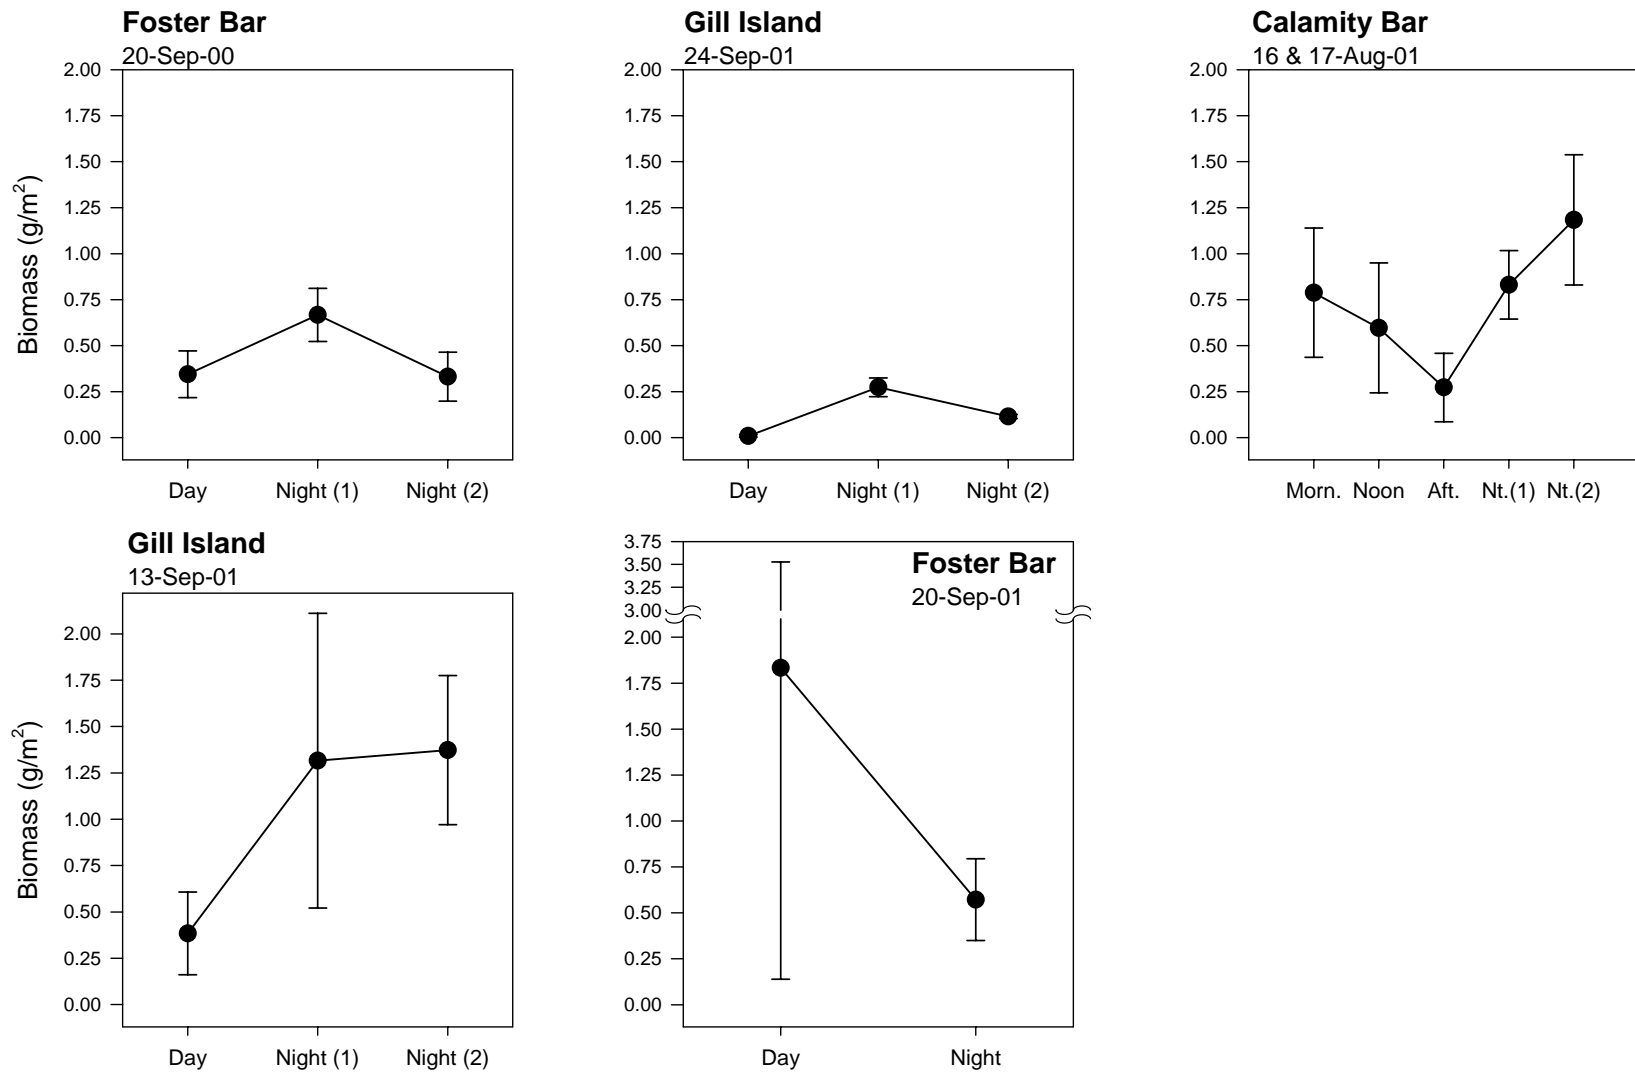 Foster Bar
20-Sep-00
2.00
1.75
1.50
1.25
1.00
0.75
0.50
0.25
0.00
Biomass (g/m²)
Day Night (1) Night (2)
Gill Island
24-Sep-01
2.00
1.75
1.50
1.25
1.00
0.75
0.50
0.25
0.00
Day Night (1) Night (2)
Calamity Bar
16 & 17-Aug-01
2.00
1.75
1.50
1.25
1.00
0.75
0.50
0.25
0.00
Morn. Noon Aft. Nt.(1) Nt.(2)
Gill Island
13-Sep-01
2.00
1.75
1.50
1.25
1.00
0.75
0.50
0.25
0.00
Biomass (g/m²)
Day Night (1) Night (2)
Foster Bar
20-Sep-01
3.75
3.50
3.25
3.00
2.00
1.75
1.50
1.25
1.00
0.75
0.50
0.25
0.00
Day Night